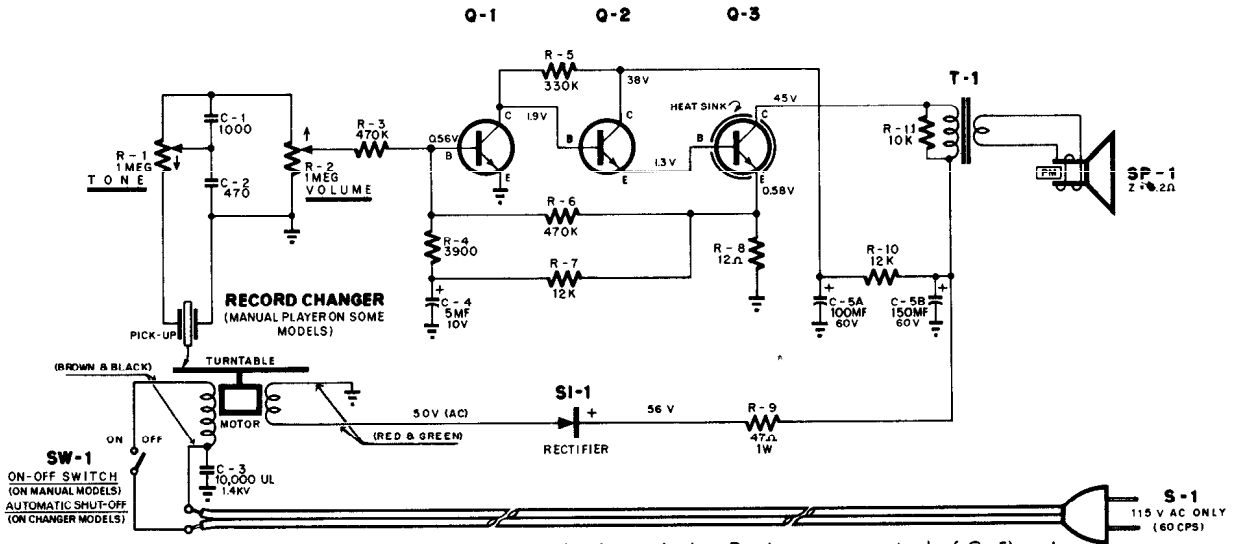 Q-1
Q-2
Q-3
R-5
330K
38V
T-1
HEAT SINK
45V
C
1.9V
C
C
C-1
1000
R-3
470K
0.56V
B
B
B
R-11
10K
R-1
1 MEG
TONE
R-2
1MEG
VOLUME
E
E
1.3V
E
0.58V
PM
SP-1
C-2
470
R-6
470K
R-4
3900
R-7
12K
R-8
12Ω
R-10
12K
C-4
5MF
10V
C-5A
100MF
60V
C-5B
150MF
60V
RECORD CHANGER
(MANUAL PLAYER ON SOME
MODELS)
PICK-UP
(BROWN & BLACK)
TURNTABLE
MOTOR
50V (AC)
(RED & GREEN)
SI-1
+
RECTIFIER
56 V
R-9
47Ω
1W
ON OFF
SW-1
ON-OFF SWITCH
(ON MANUAL MODELS)
AUTOMATIC SHUT-OFF
(ON CHANGER MODELS)
C-3
10,000 UL
1.4KV
S-1
115 V AC ONLY
(60 CPS)